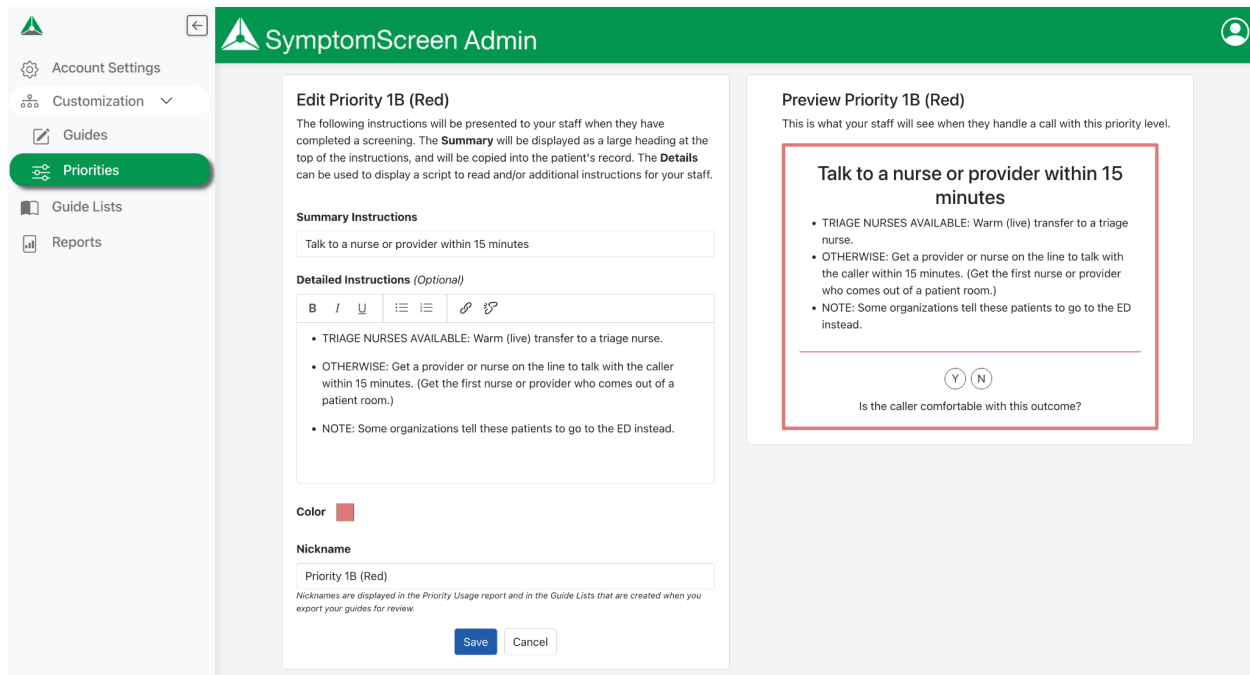 SymptomScreen Admin
Account Settings
Customization
Guides
Priorities
Guide Lists
Reports
Edit Priority 1B (Red)
The following instructions will be presented to your staff when they have
completed a screening. The Summary will be displayed as a large heading at the
top of the instructions, and will be copied into the patient's record. The Details
can be used to display a script to read and/or additional instructions for your staff.
Summary Instructions
Talk to a nurse or provider within 15 minutes
Detailed Instructions (Optional)
B I U
• TRIAGE NURSES AVAILABLE: Warm (live) transfer to a triage nurse.
• OTHERWISE: Get a provider or nurse on the line to talk with the caller
within 15 minutes. (Get the first nurse or provider who comes out of a
patient room.)
• NOTE: Some organizations tell these patients to go to the ED instead.
Color
Nickname
Priority 1B (Red)
Nicknames are displayed in the Priority Usage report and in the Guide Lists that are created when you
export your guides for review.
Save Cancel
Preview Priority 1B (Red)
This is what your staff will see when they handle a call with this priority level.
Talk to a nurse or provider within 15
minutes
• TRIAGE NURSES AVAILABLE: Warm (live) transfer to a triage
nurse.
• OTHERWISE: Get a provider or nurse on the line to talk with
the caller within 15 minutes. (Get the first nurse or provider
who comes out of a patient room.)
• NOTE: Some organizations tell these patients to go to the ED
instead.
Y N
Is the caller comfortable with this outcome?